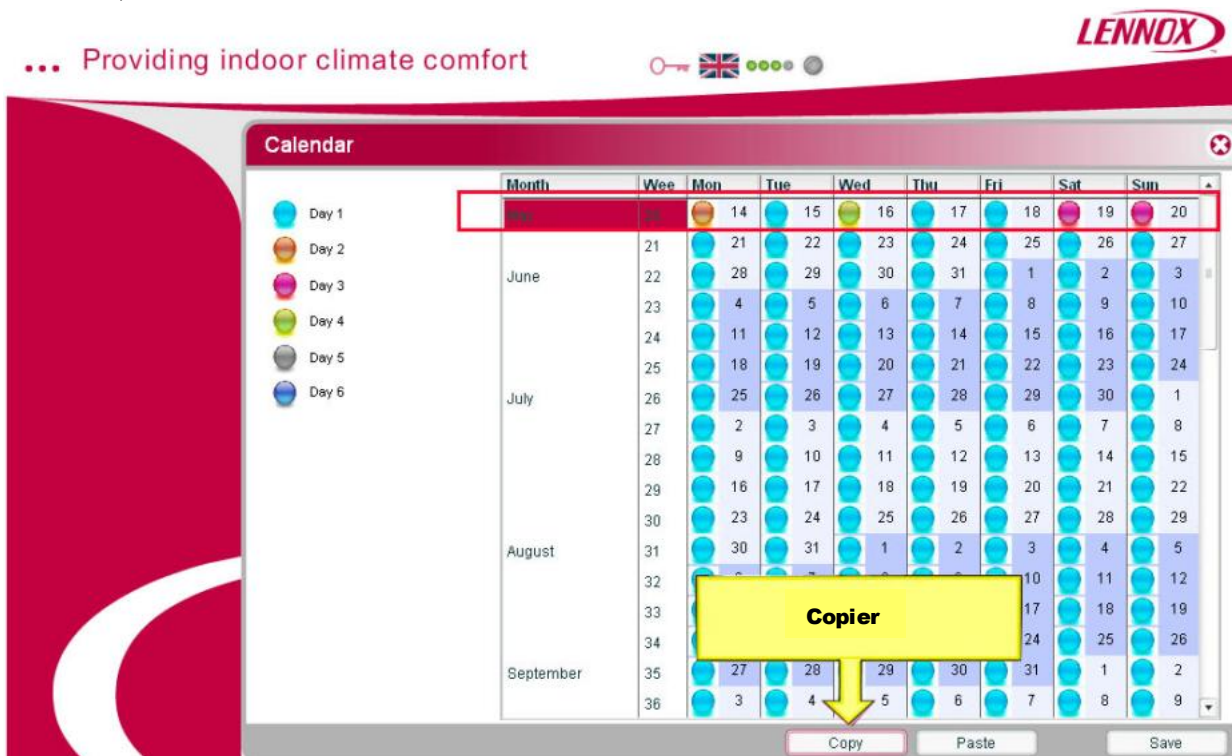 LENNOX
... Providing indoor climate comfort
Calendar
Month Wee Mon Tue Wed Thu Fri Sat Sun
Day 1
Day 2
Day 3
Day 4
Day 5
Day 6
May 20 14 15 16 17 18 19 20
21 21 22 23 24 25 26 27
June 22 28 29 30 31 1 2 3
23 4 5 6 7 8 9 10
24 11 12 13 14 15 16 17
25 18 19 20 21 22 23 24
July 26 25 26 27 28 29 30 1
27 2 3 4 5 6 7 8
28 9 10 11 12 13 14 15
29 16 17 18 19 20 21 22
30 23 24 25 26 27 28 29
August 31 30 31 1 2 3 4 5
32 10 11 12
33 17 18 19
34 24 25 26
Copier
September 35 27 28 29 30 31 1 2
36 3 4 5 6 7 8 9
Copy Paste Save